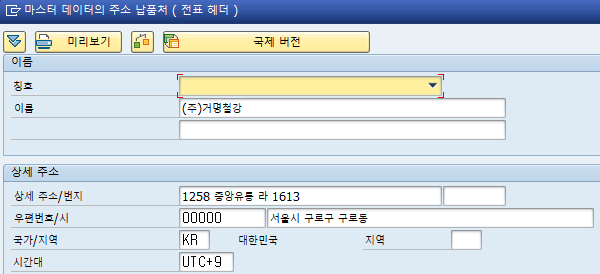 마스터 데이터의 주소 납품처 ( 전표 헤더 )
미리보기 국제 버전
이름
칭호
이름 (주)거명철강
상세 주소
상세 주소/번지 1258 중앙유통 라 1613
우편번호/시 00000 서울시 구로구 구로동
국가/지역 KR 대한민국 지역
시간대 UTC+9